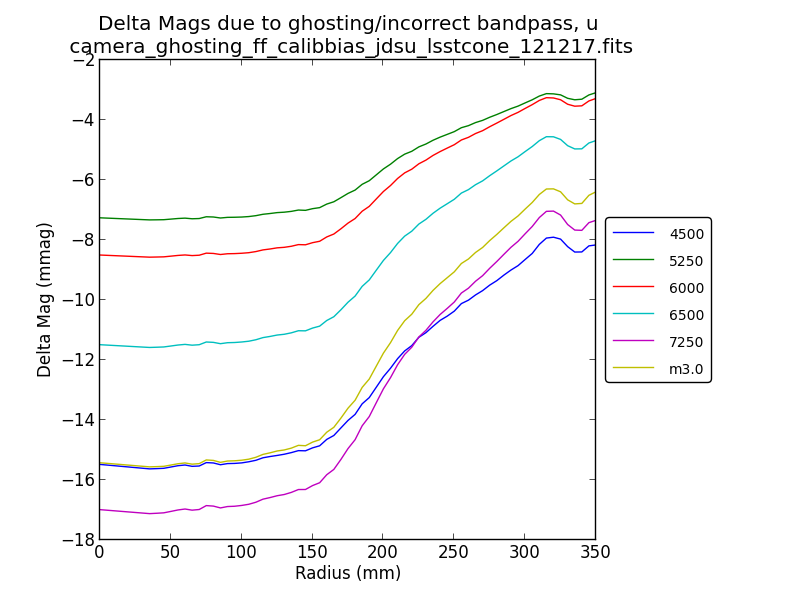 Delta Mags due to ghosting/incorrect bandpass, u
camera_ghosting_ff_calibbias_jdsu_lsstcone_121217.fits
Delta Mag (mmag)
−2
−4
−6
−8
−10
−12
−14
−16
−18
0 50 100 150 200 250 300 350
Radius (mm)
4500
5250
6000
6500
7250
m3.0